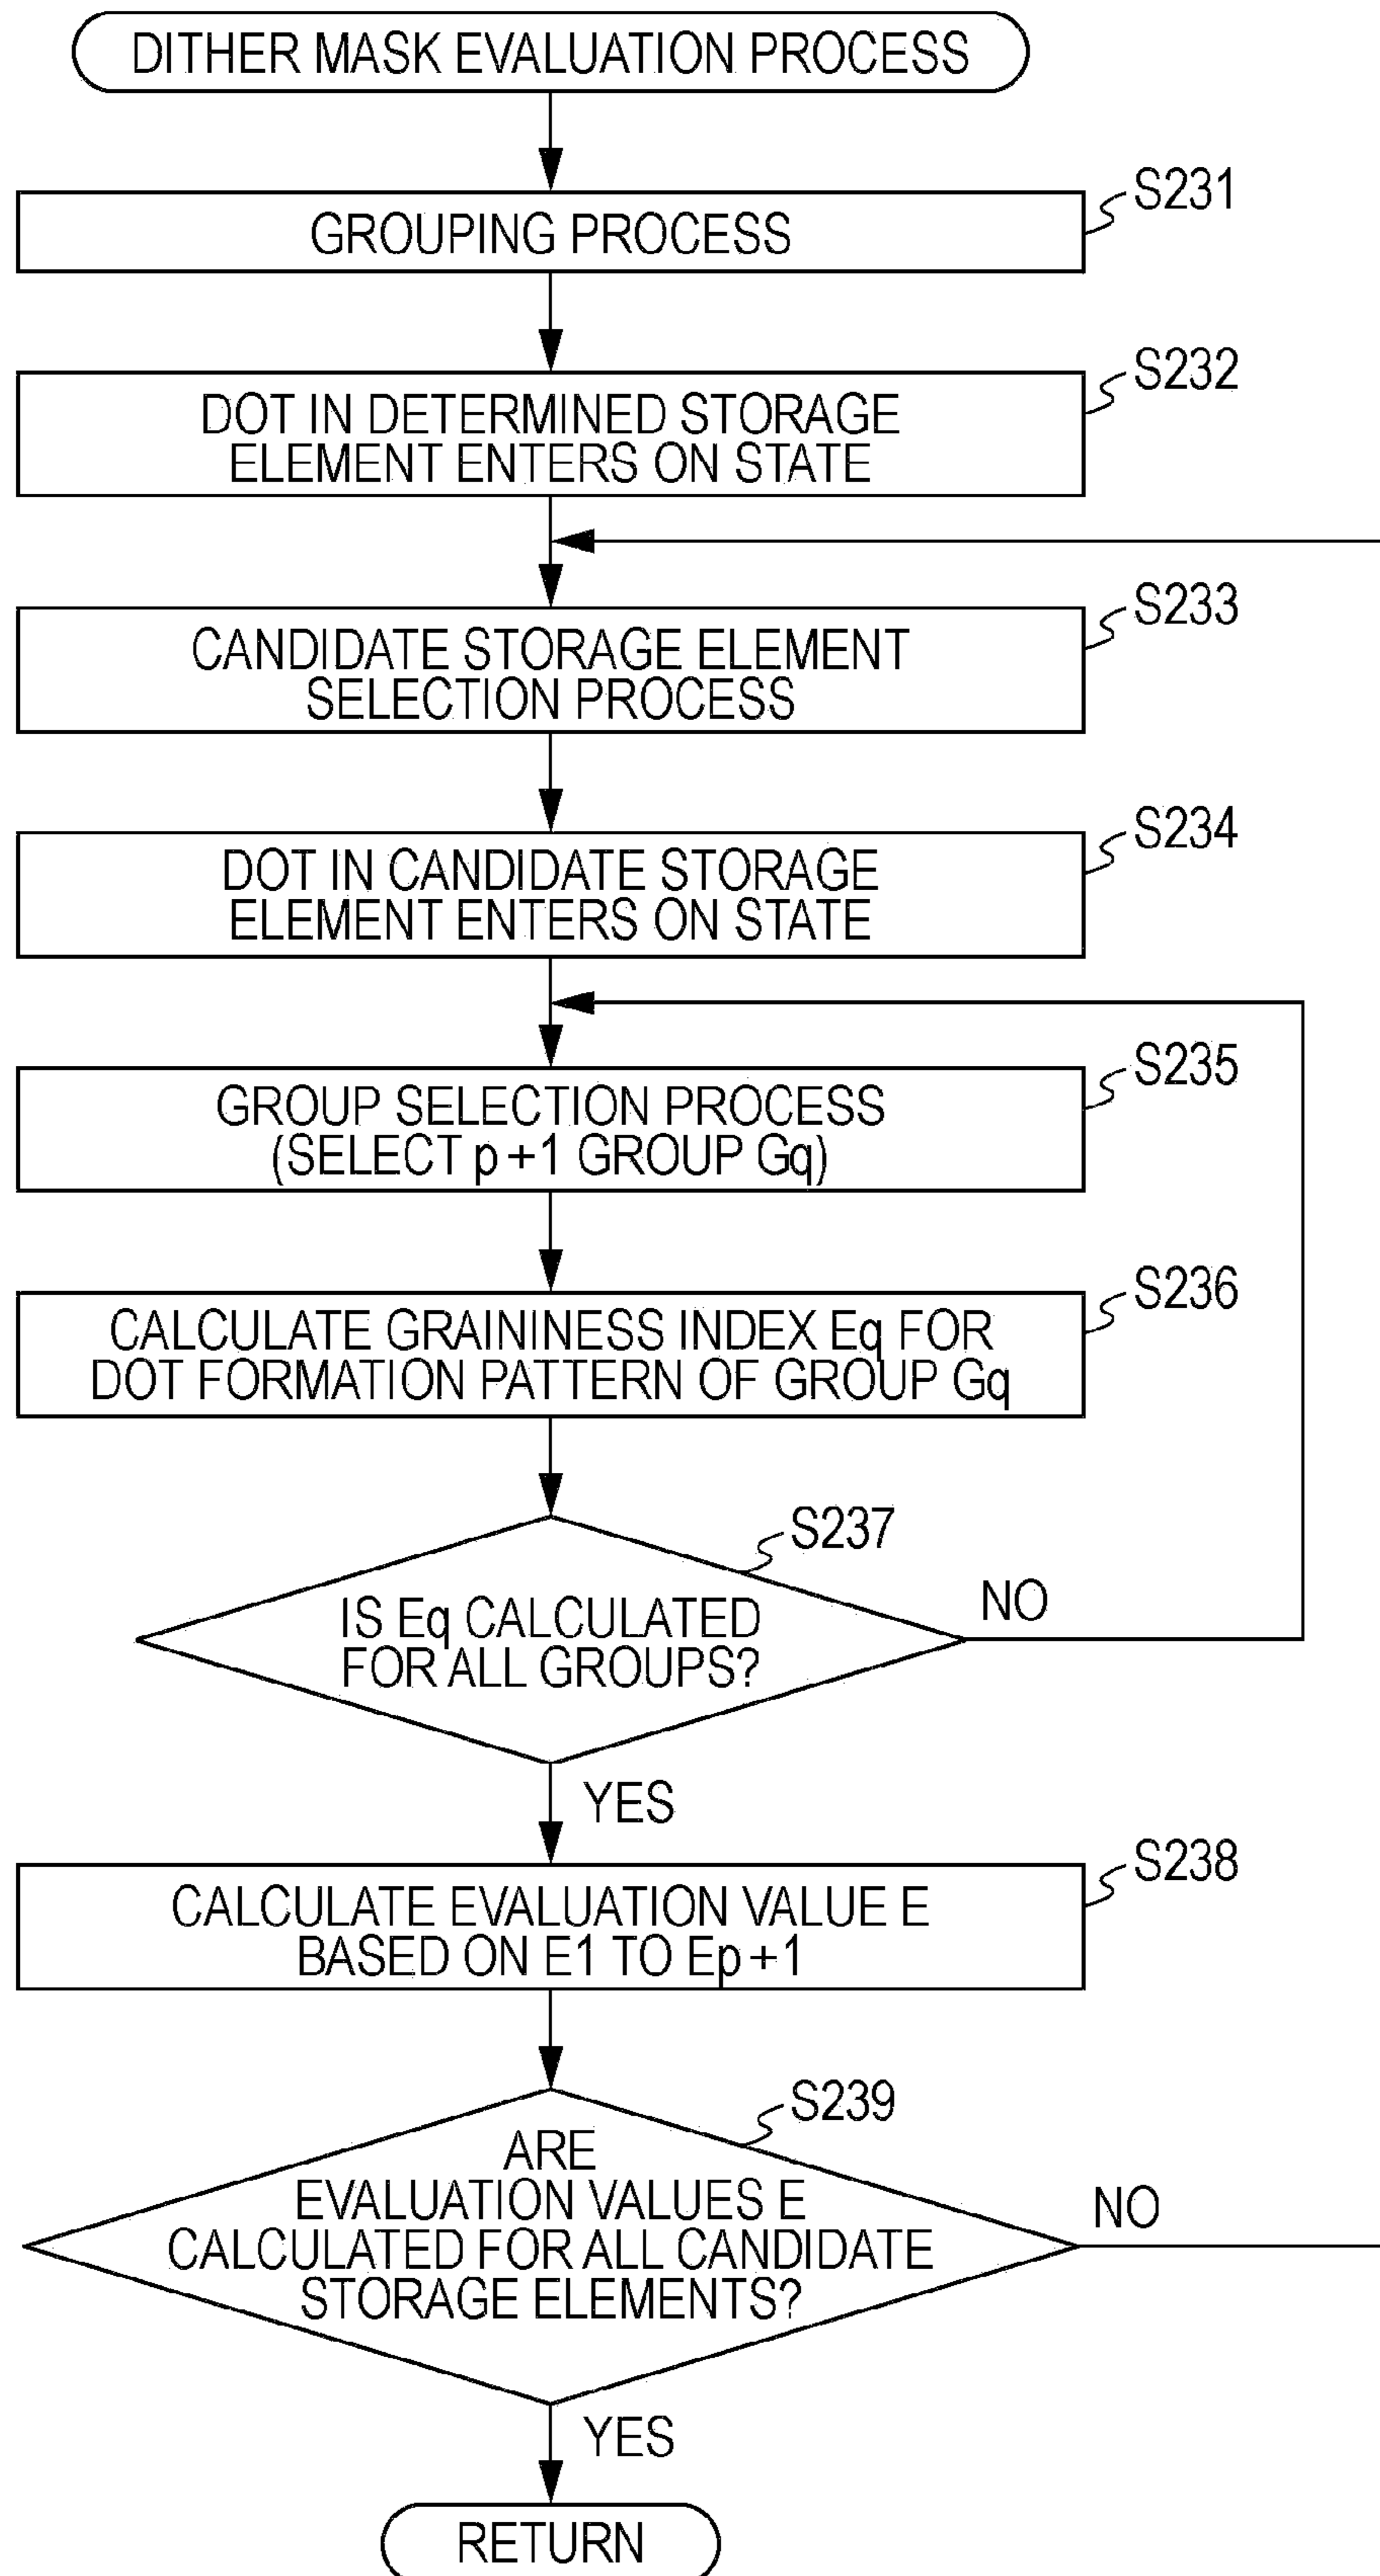 DITHER MASK EVALUATION PROCESS
S231
GROUPING PROCESS
S232
DOT IN DETERMINED STORAGE
ELEMENT ENTERS ON STATE
S233
CANDIDATE STORAGE ELEMENT
SELECTION PROCESS
S234
DOT IN CANDIDATE STORAGE
ELEMENT ENTERS ON STATE
S235
GROUP SELECTION PROCESS
(SELECT p+1 GROUP Gq)
S236
CALCULATE GRAININESS INDEX Eq FOR
DOT FORMATION PATTERN OF GROUP Gq
S237
IS Eq CALCULATED
FOR ALL GROUPS?
NO
YES
S238
CALCULATE EVALUATION VALUE E
BASED ON E1 TO Ep+1
S239
ARE
EVALUATION VALUES E
CALCULATED FOR ALL CANDIDATE
STORAGE ELEMENTS?
NO
YES
RETURN